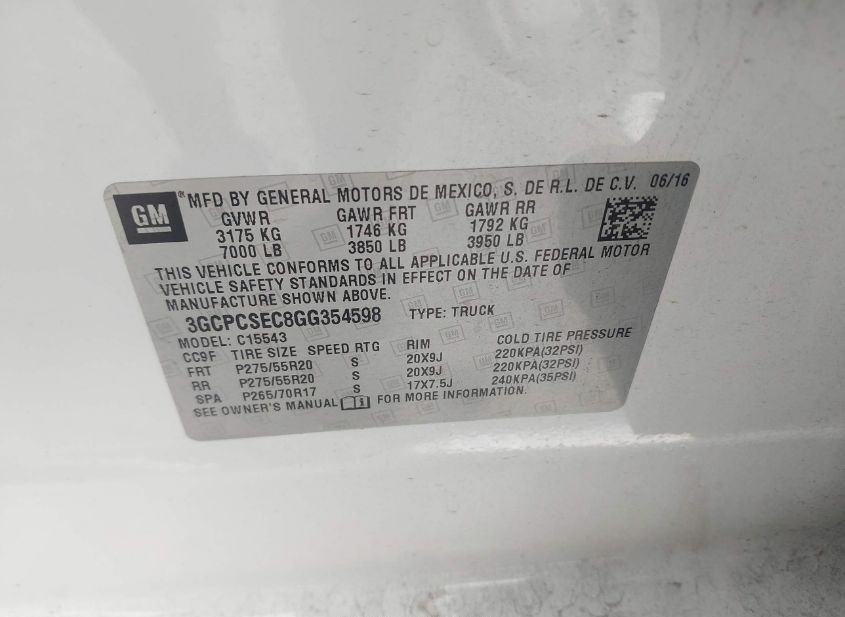 GM
®MFD BY GENERAL MOTORS DE MEXICO, S. DE R.L. DE C.V. 06/16
GVWR GAWR FRT GAWR RR
3175 KG 1746 KG 1792 KG
7000 LB 3850 LB 3950 LB
THIS VEHICLE CONFORMS TO ALL APPLICABLE U.S. FEDERAL MOTOR
VEHICLE SAFETY STANDARDS IN EFFECT ON THE DATE OF
MANUFACTURE SHOWN ABOVE.
3GCPCSEC8GG354598 TYPE: TRUCK
MODEL: C15543
CC9F TIRE SIZE SPEED RTG RIM COLD TIRE PRESSURE
FRT P275/55R20 S 20X9J 220KPA(32PSI)
RR P275/55R20 S 20X9J 220KPA(32PSI)
SPA P265/70R17 S 17X7.5J 240KPA(35PSI)
SEE OWNER'S MANUAL FOR MORE INFORMATION.